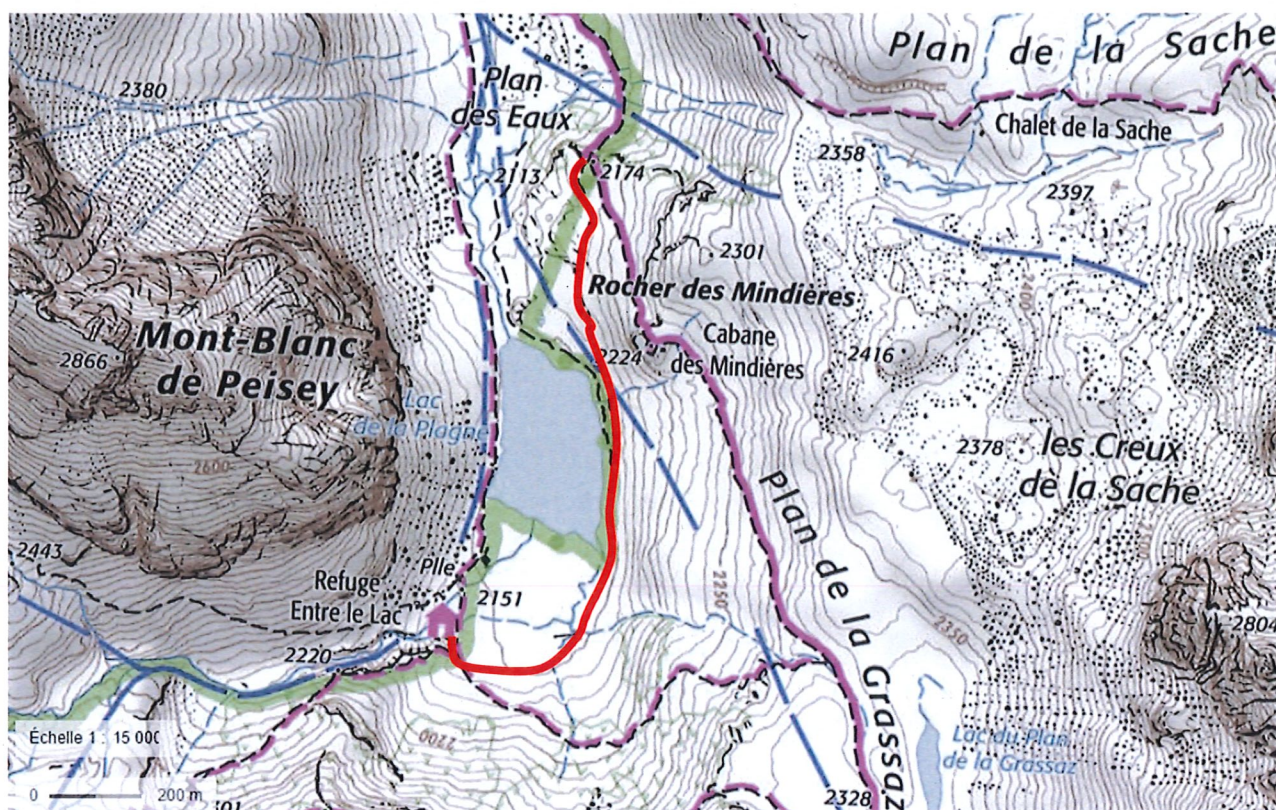 Plan de la Sache
2380
Plan
des Eaux
Chalet de la Sache
2358
2113
2174
2397
2301
Rocher des Mindières
2400
Mont-Blanc
de Peisey
2866
Cabane
des Mindières
2224
2416
Lac
de la Plagne
2378
les Creux
de la Sache
2600
Plan de la Grassaz
2443
Plle
Refuge
Entre le Lac
2151
2250
2350
2804
2220
2200
Échelle 1 : 15 000
Lac du Plan
de la Grassaz
0 200 m
2328